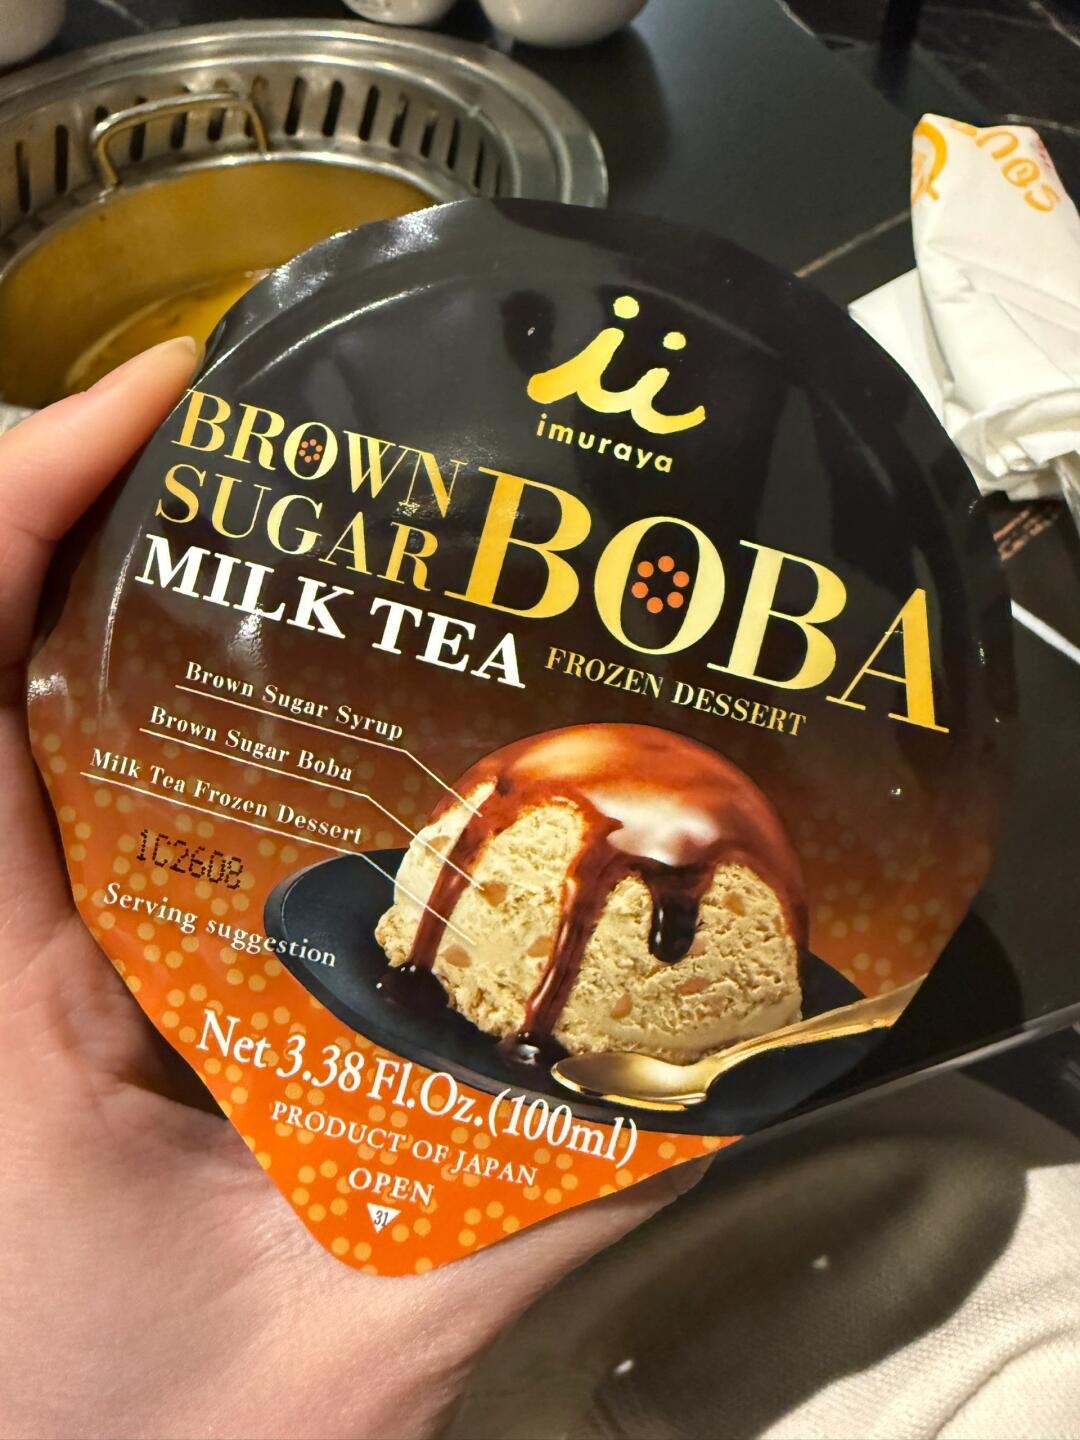 imuraya
BROWN
SUGAR
BOBA
MILK TEA
FROZEN DESSERT
Brown Sugar Syrup
Brown Sugar Boba
Milk Tea Frozen Dessert
1C2608
Serving suggestion
Net 3.38 Fl.Oz.(100ml)
PRODUCT OF JAPAN
OPEN
31